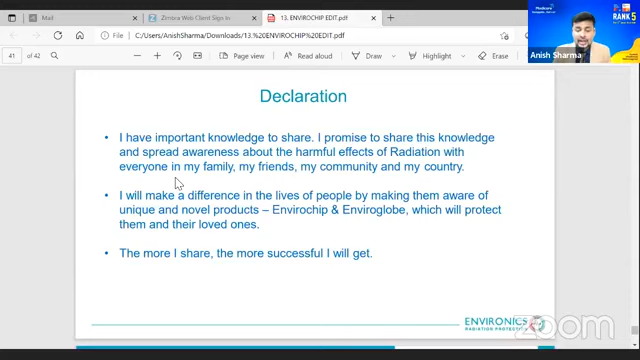 Mail
Zimbra Web Client Sign In
13. ENVIROCHIP EDIT.pdf
File
C:/Users/AnishSharma/Downloads/13.%20ENVIROCHIP%20EDIT.pdf
41 of 42
Page view
Read aloud
Draw
Highlight
Erase
Medicare
RANK 5
Anish Sharma
Declaration
• I have important knowledge to share. I promise to share this knowledge
and spread awareness about the harmful effects of Radiation with
everyone in my family, my friends, my community and my country.
• I will make a difference in the lives of people by making them aware of
unique and novel products – Envirochip & Enviroglobe, which will protect
them and their loved ones.
• The more I share, the more successful I will get.
ENVIRONICS
RADIATION PROTECTION
zoom